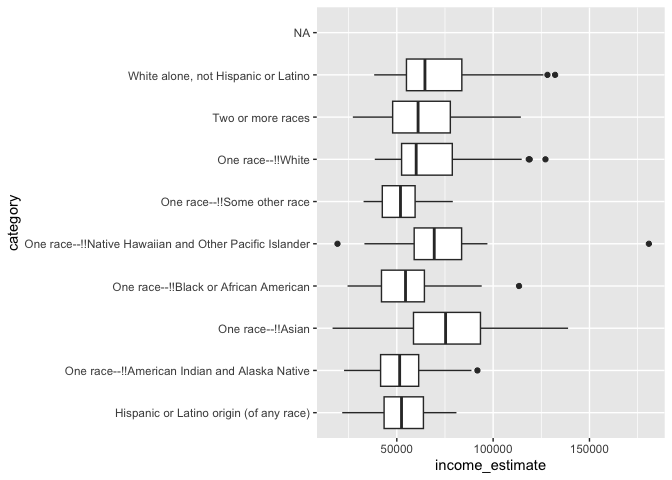 NA
White alone, not Hispanic or Latino
Two or more races
One race--!!White
One race--!!Some other race
One race--!!Native Hawaiian and Other Pacific Islander
One race--!!Black or African American
One race--!!Asian
One race--!!American Indian and Alaska Native
Hispanic or Latino origin (of any race)
category
50000 100000 150000
income_estimate